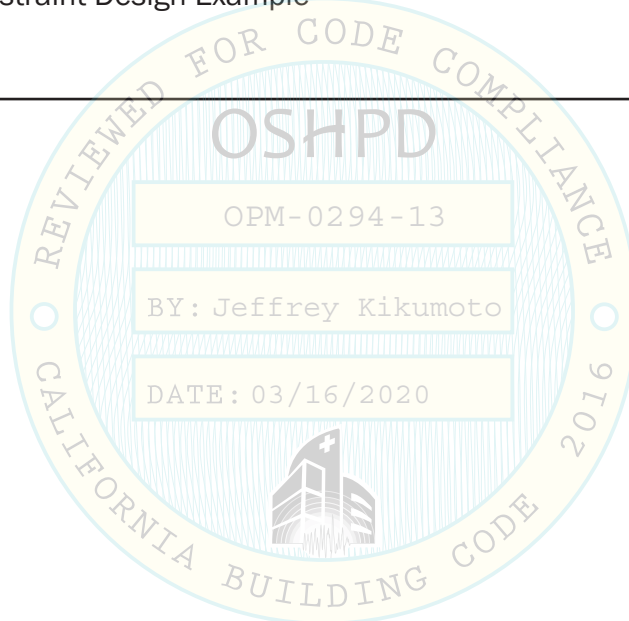 straint Design Example
REVIEWED FOR CODE COMPLIANCE
OSHPD
OPM-0294-13
BY: Jeffrey Kikumoto
DATE: 03/16/2020
CALIFORNIA BUILDING CODE 2016